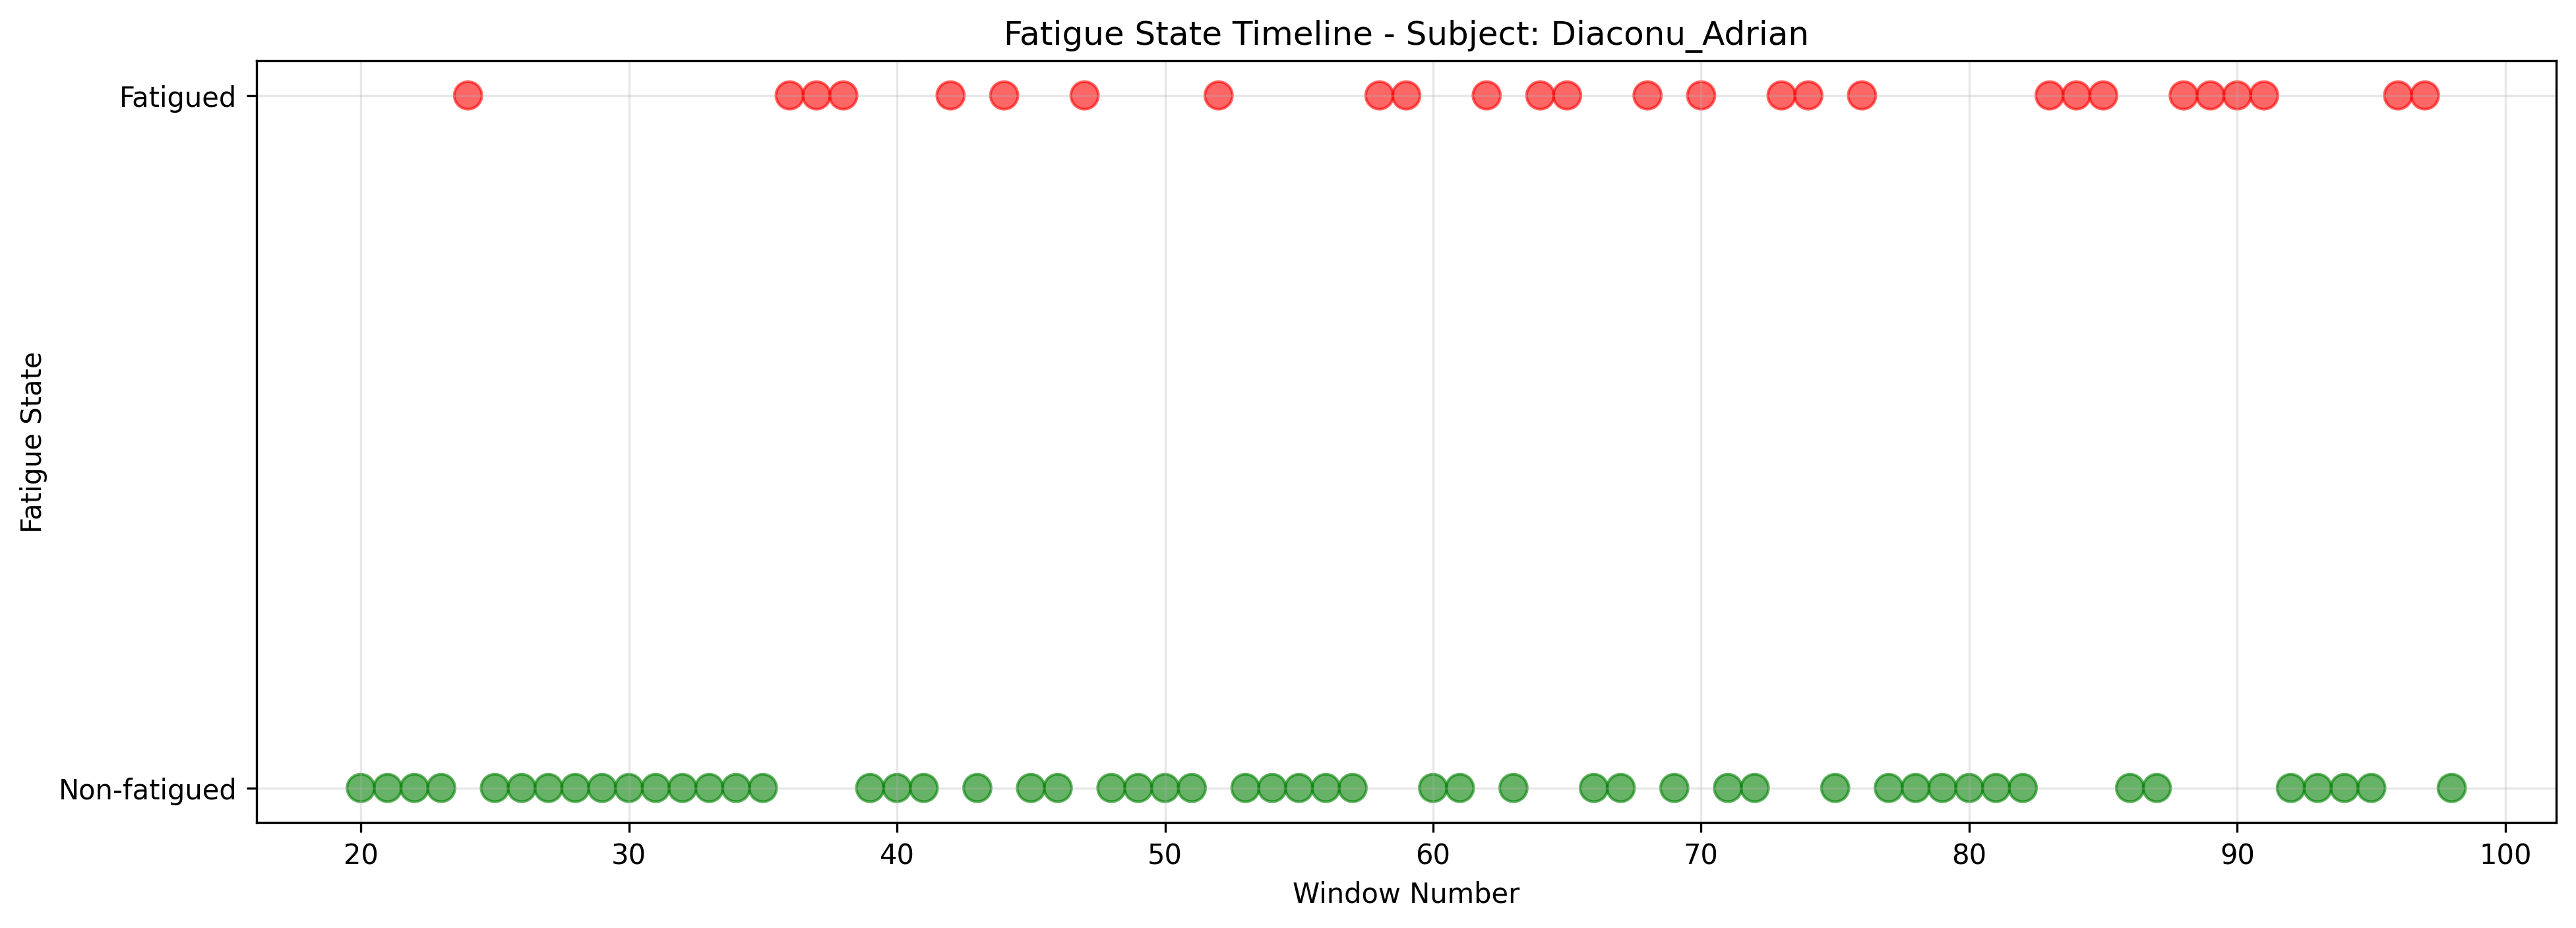 Fatigue State Timeline - Subject: Diaconu_Adrian
Fatigued
Fatigue State
Non-fatigued
20 30 40 50 60 70 80 90 100
Window Number